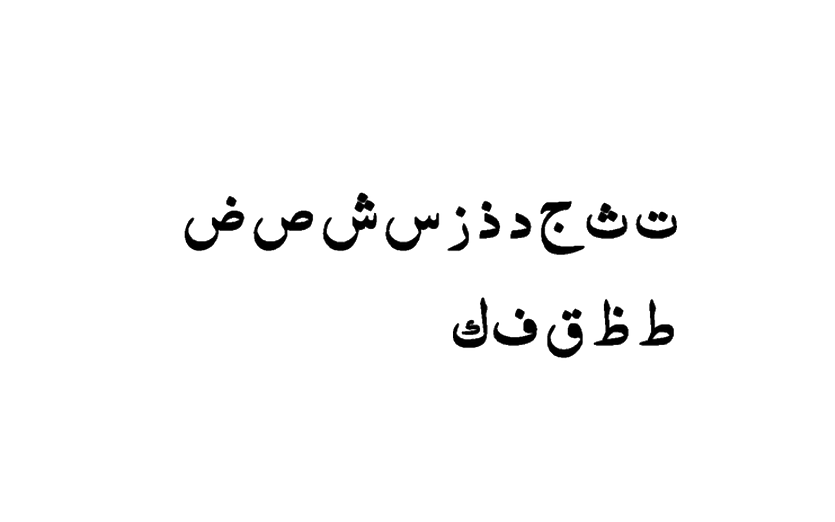 ت ث ج د ذ ز س ش ص ض
ط ظ ق ف ك